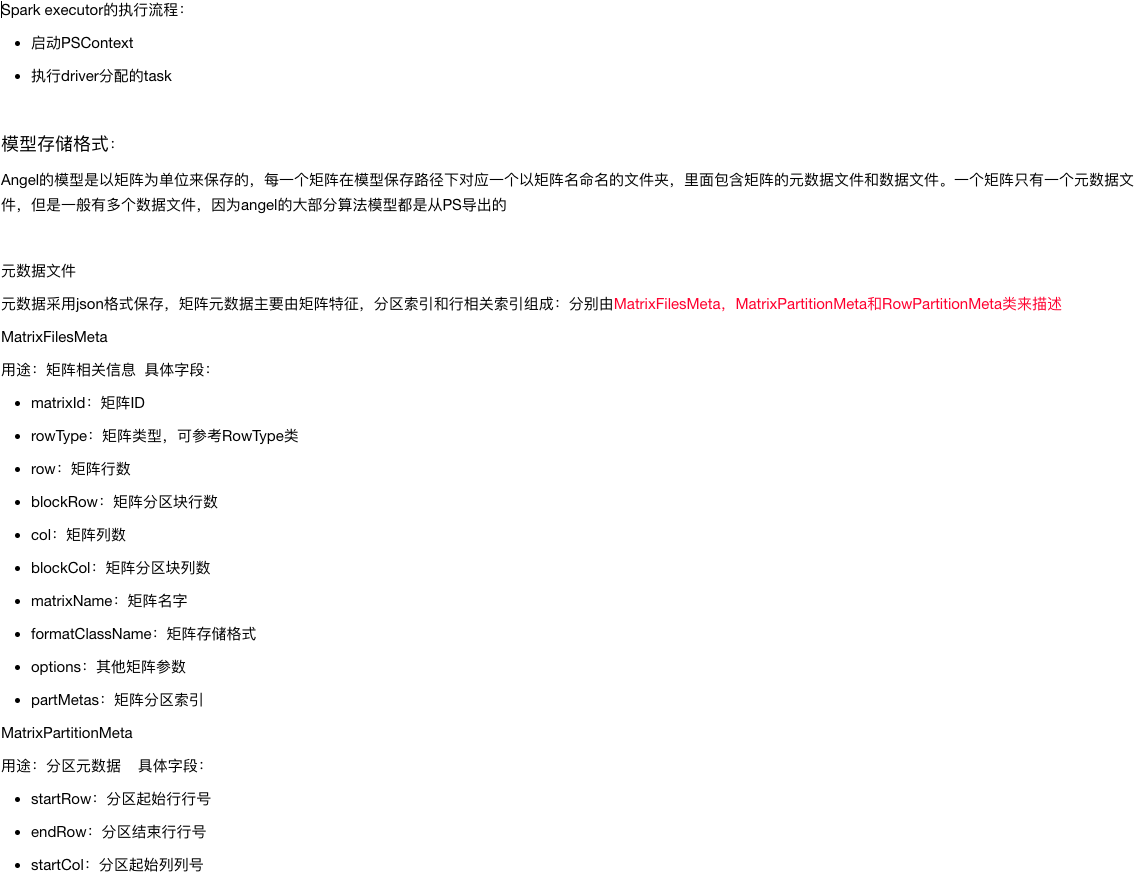 Spark executor的执行流程：
• 启动PSContext
• 执行driver分配的task
模型存储格式：
Angel的模型是以矩阵为单位来保存的，每一个矩阵在模型保存路径下对应一个以矩阵名命名的文件夹，里面包含矩阵的元数据文件和数据文件。一个矩阵只有一个元数据文
件，但是一般有多个数据文件，因为angel的大部分算法模型都是从PS导出的
元数据文件
元数据采用json格式保存，矩阵元数据主要由矩阵特征，分区索引和行相关索引组成：分别由MatrixFilesMeta，MatrixPartitionMeta和RowPartitionMeta类来描述
MatrixFilesMeta
用途：矩阵相关信息 具体字段：
• matrixId：矩阵ID
• rowType：矩阵类型，可参考RowType类
• row：矩阵行数
• blockRow：矩阵分区块行数
• col：矩阵列数
• blockCol：矩阵分区块列数
• matrixName：矩阵名字
• formatClassName：矩阵存储格式
• options：其他矩阵参数
• partMetas：矩阵分区索引
MatrixPartitionMeta
用途：分区元数据 具体字段：
• startRow：分区起始行行号
• endRow：分区结束行行号
• startCol：分区起始列列号